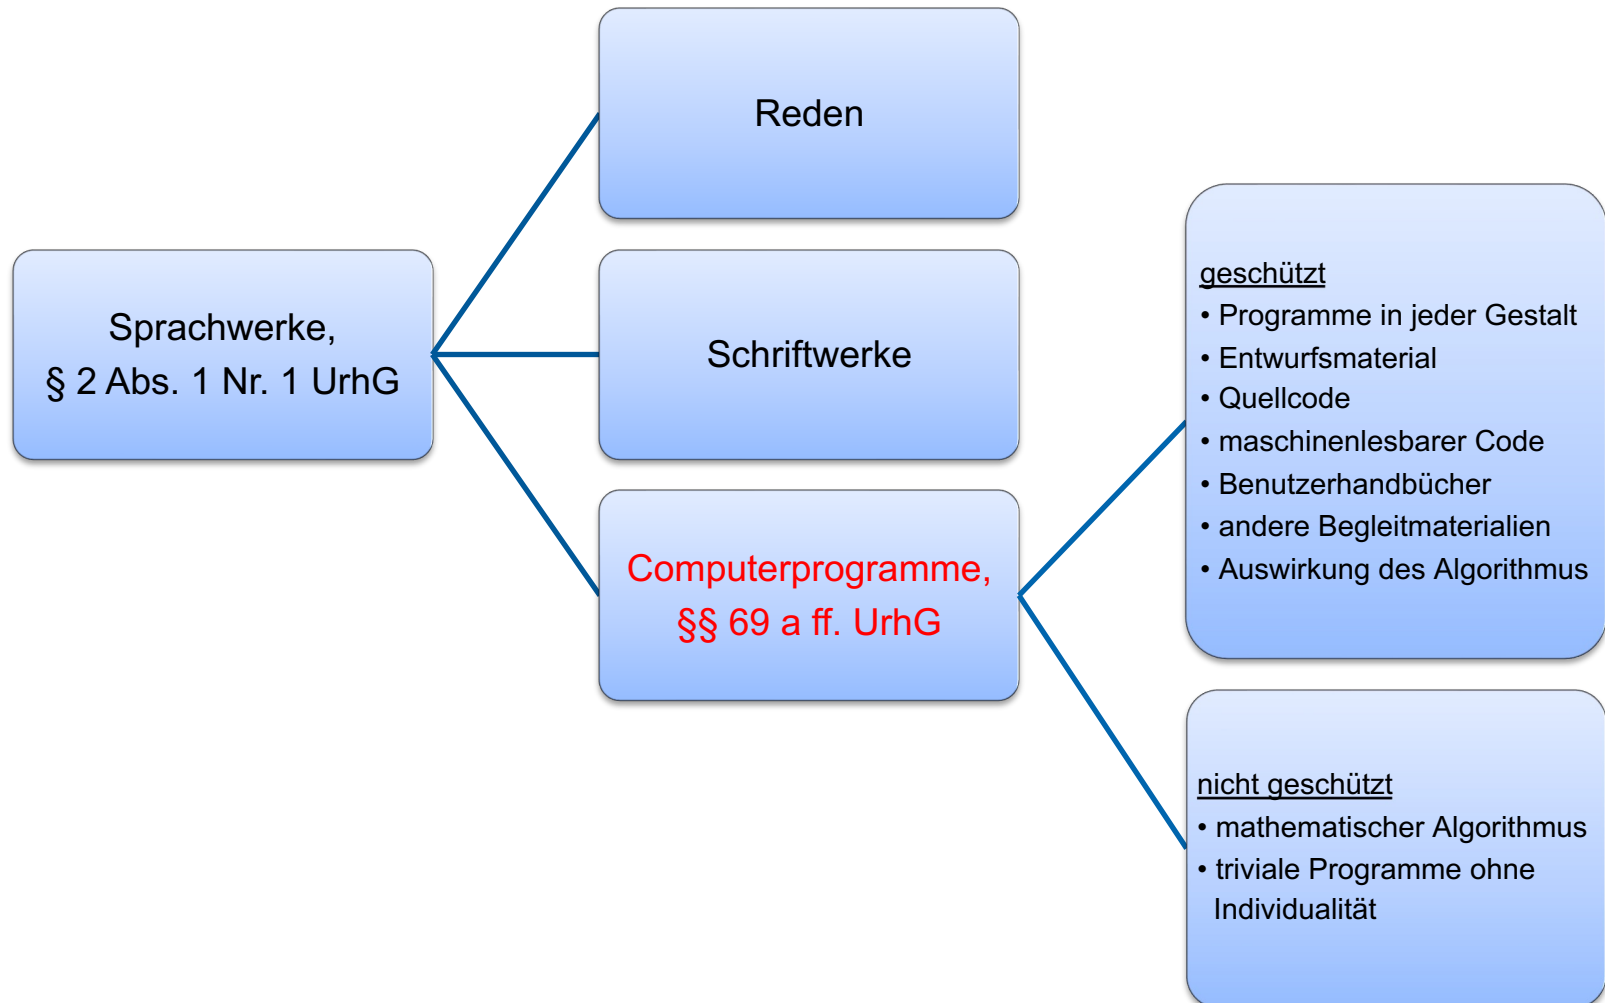 Reden
Sprachwerke,
§ 2 Abs. 1 Nr. 1 UrhG
Schriftwerke
Computerprogramme,
§§ 69 a ff. UrhG
geschützt
• Programme in jeder Gestalt
• Entwurfsmaterial
• Quellcode
• maschinenlesbarer Code
• Benutzerhandbücher
• andere Begleitmaterialien
• Auswirkung des Algorithmus
nicht geschützt
• mathematischer Algorithmus
• triviale Programme ohne
Individualität